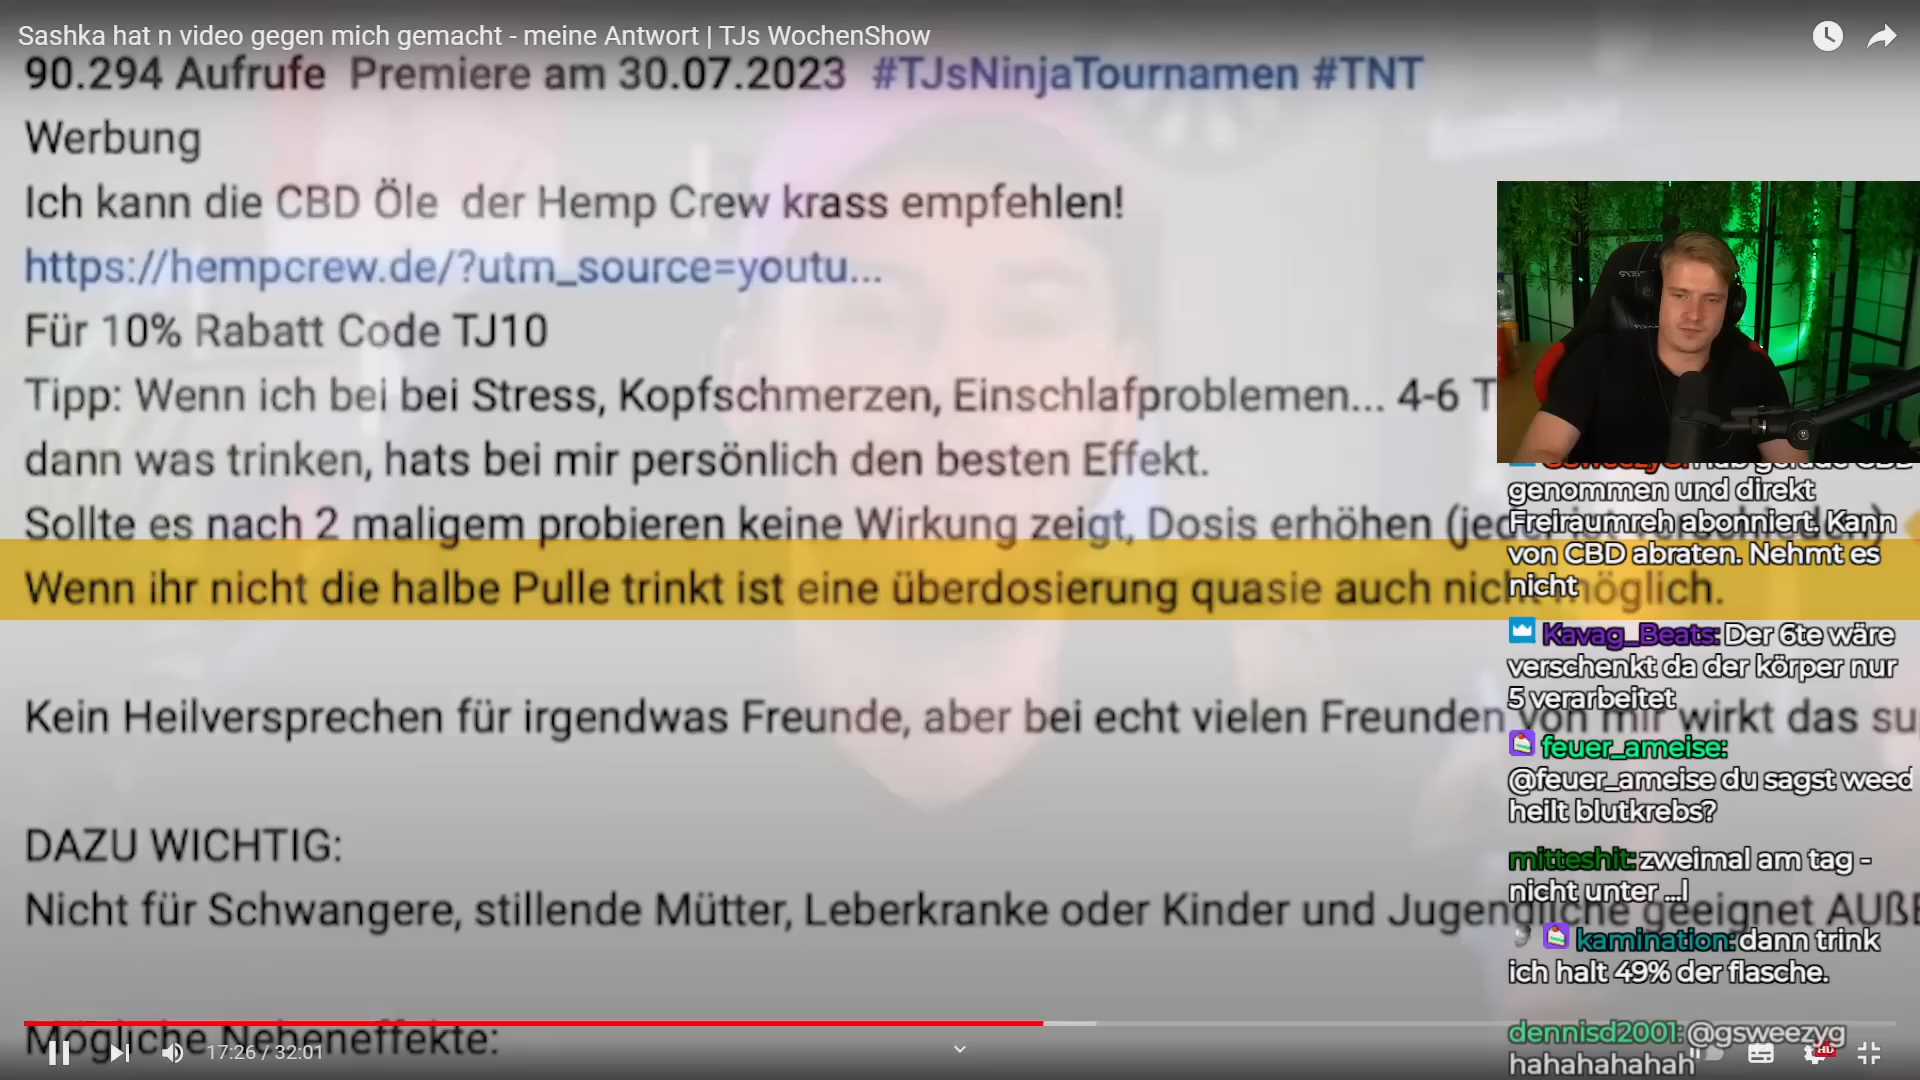 Sashka hat n video gegen mich gemacht - meine Antwort | TJs WochenShow
90.294 Aufrufe Premiere am 30.07.2023 #TJsNinjaTournamen #TNT
Werbung
Ich kann die CBD Öle der Hemp Crew krass empfehlen!
https://hempcrew.de/?utm_source=youtu...
Für 10% Rabatt Code TJ10
Tipp: Wenn ich bei bei Stress, Kopfschmerzen, Einschlafproblemen... 4-6 T
dann was trinken, hats bei mir persönlich den besten Effekt.
Sollte es nach 2 maligem probieren keine Wirkung zeigt, Dosis erhöhen
Wenn ihr nicht die halbe Pulle trinkt ist eine überdosierung quasie auch nicht möglich.
Kein Heilversprechen für irgendwas Freunde, aber bei echt vielen Freunden von mir wirkt das su
DAZU WICHTIG:
Nicht für Schwangere, stillende Mütter, Leberkranke oder Kinder und Jugendliche geeignet AUßE
Mögliche Nebeneffekte:
17:26 / 32:01
genommen und direkt
Freiraumreh abonniert. Kann
von CBD abraten. Nehmt es
nicht
Kavag_Beats: Der 6te wäre
verschenkt da der körper nur
5 verarbeitet
feuer_ameise:
@feuer_ameise du sagst weed
heilt blutkrebs?
mitteshit: zweimal am tag -
nicht unter ...l
kamination: dann trink
ich halt 49% der flasche.
dennisd2001: @gsweezyg
hahahahahah
HD